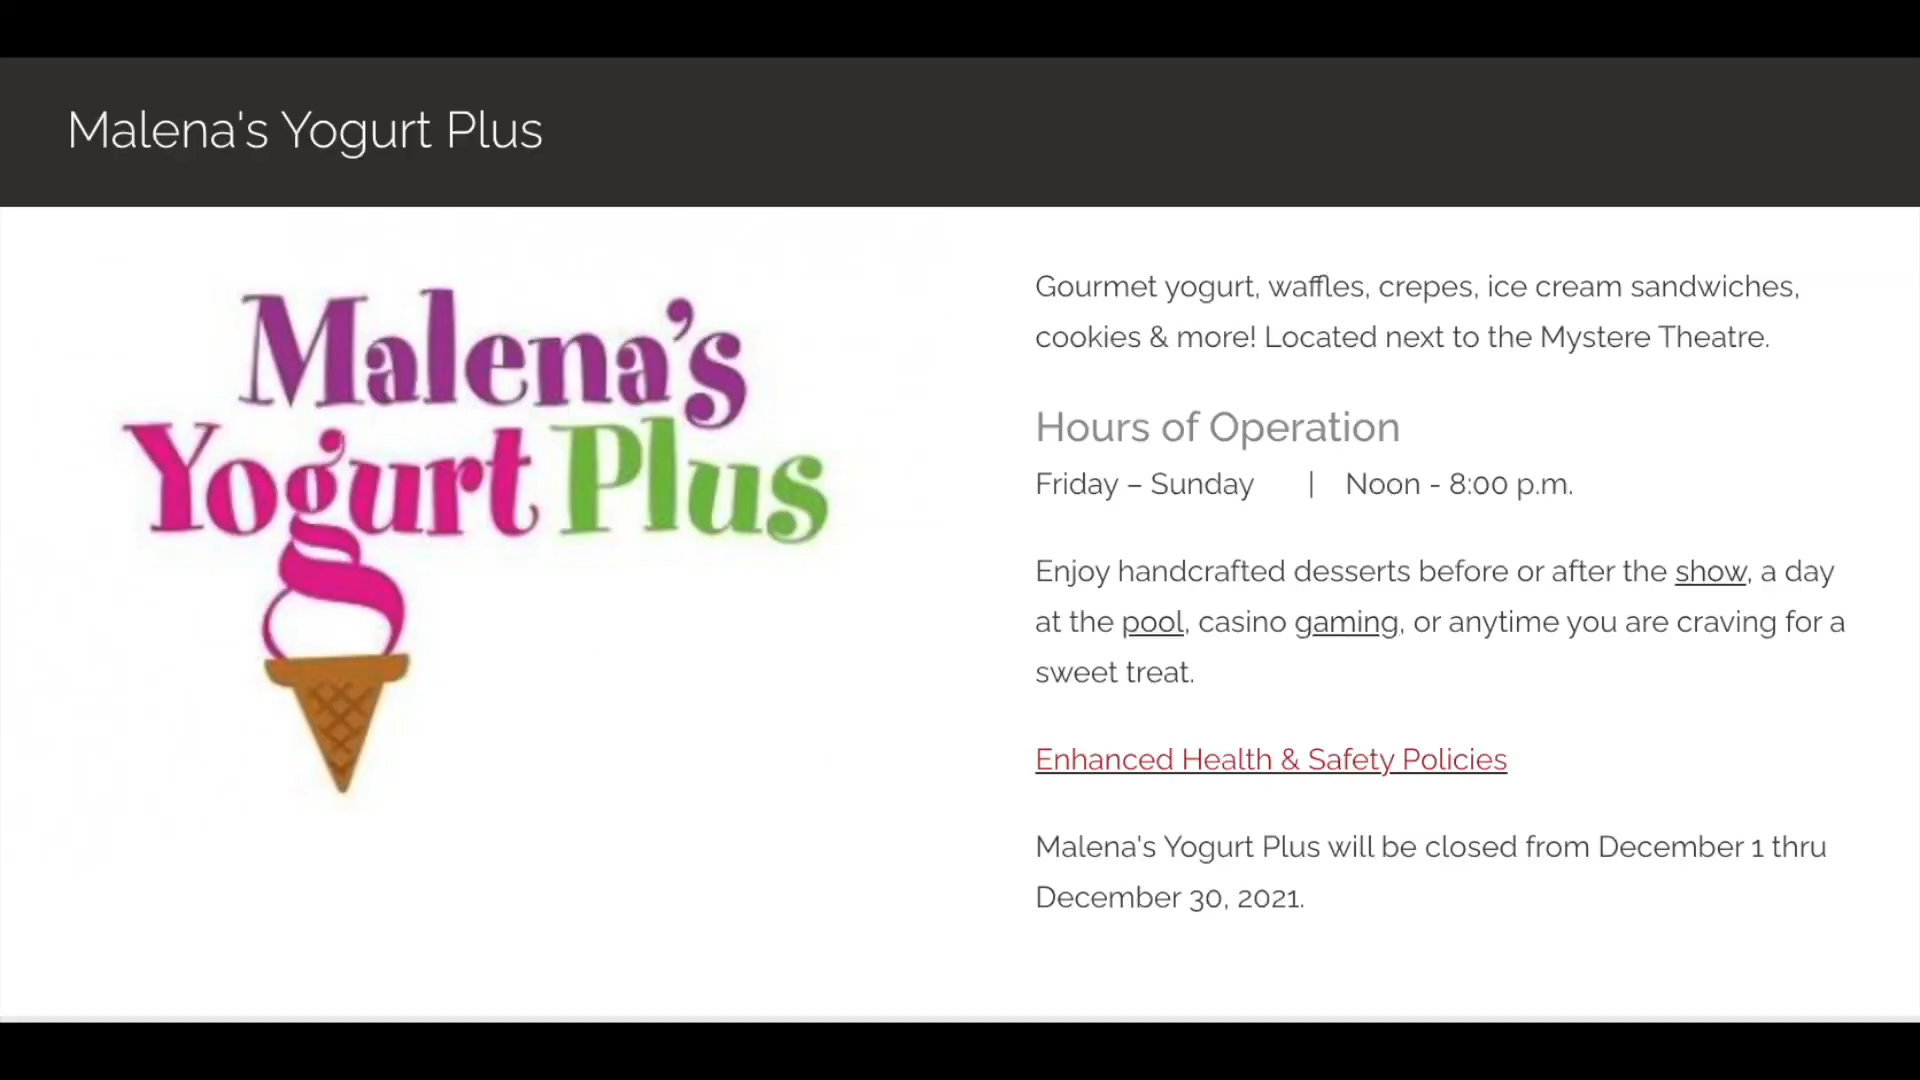 Malena's Yogurt Plus
Malena's
Yogurt Plus
Gourmet yogurt, waffles, crepes, ice cream sandwiches,
cookies & more! Located next to the Mystere Theatre.
Hours of Operation
Friday – Sunday | Noon - 8:00 p.m.
Enjoy handcrafted desserts before or after the show, a day
at the pool, casino gaming, or anytime you are craving for a
sweet treat.
Enhanced Health & Safety Policies
Malena's Yogurt Plus will be closed from December 1 thru
December 30, 2021.